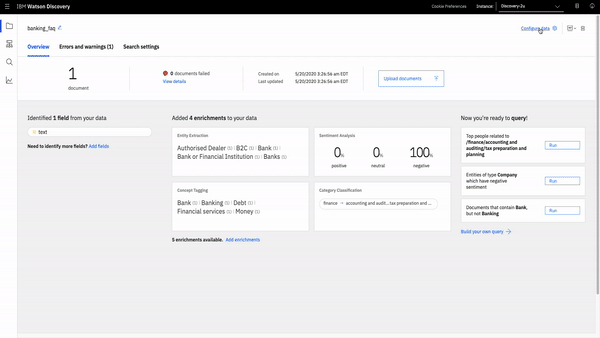 IBM Watson Discovery
Cookie Preferences
Instance:
Discovery-2u
banking_faq
Configure data
Overview
Errors and warnings (1)
Search settings
1
document
0 documents failed
View details
Created on
5/20/2020 3:26:56 am EDT
Last updated
5/20/2020 3:26:56 am EDT
Upload documents
Identified 1 field from your data
text
Need to identify more fields? Add fields
Added 4 enrichments to your data
Entity Extraction
Authorised Dealer (1) | B2C (1) | Bank (1) |
Bank or Financial Institution (1) | Banks (1)
Sentiment Analysis
0%
positive
0%
neutral
100%
negative
Concept Tagging
Bank (1) | Banking (1) | Debt (1) |
Financial services (1) | Money (1)
Category Classification
finance → accounting and audit...tax preparation and ...
5 enrichments available. Add enrichments
Now you're ready to query!
Top people related to
/finance/accounting and
auditing/tax preparation and
planning
Run
Entities of type Company
which have negative
sentiment
Run
Documents that contain Bank,
but not Banking
Run
Build your own query →